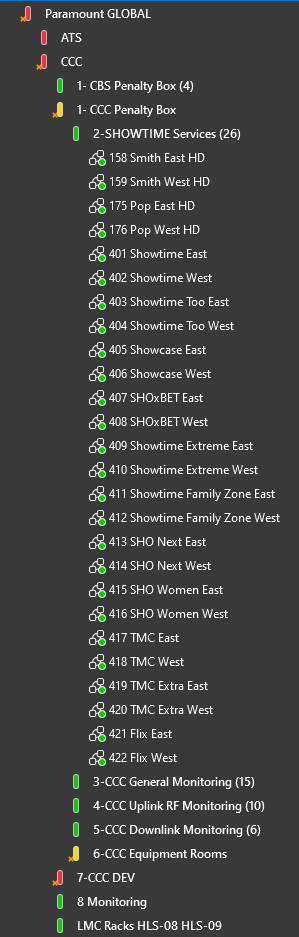 Paramount GLOBAL
ATS
CCC
1- CBS Penalty Box (4)
1- CCC Penalty Box
2-SHOWTIME Services (26)
158 Smith East HD
159 Smith West HD
175 Pop East HD
176 Pop West HD
401 Showtime East
402 Showtime West
403 Showtime Too East
404 Showtime Too West
405 Showcase East
406 Showcase West
407 SHOxBET East
408 SHOxBET West
409 Showtime Extreme East
410 Showtime Extreme West
411 Showtime Family Zone East
412 Showtime Family Zone West
413 SHO Next East
414 SHO Next West
415 SHO Women East
416 SHO Women West
417 TMC East
418 TMC West
419 TMC Extra East
420 TMC Extra West
421 Flix East
422 Flix West
3-CCC General Monitoring (15)
4-CCC Uplink RF Monitoring (10)
5-CCC Downlink Monitoring (6)
6-CCC Equipment Rooms
7-CCC DEV
8 Monitoring
LMC Racks HLS-08 HLS-09